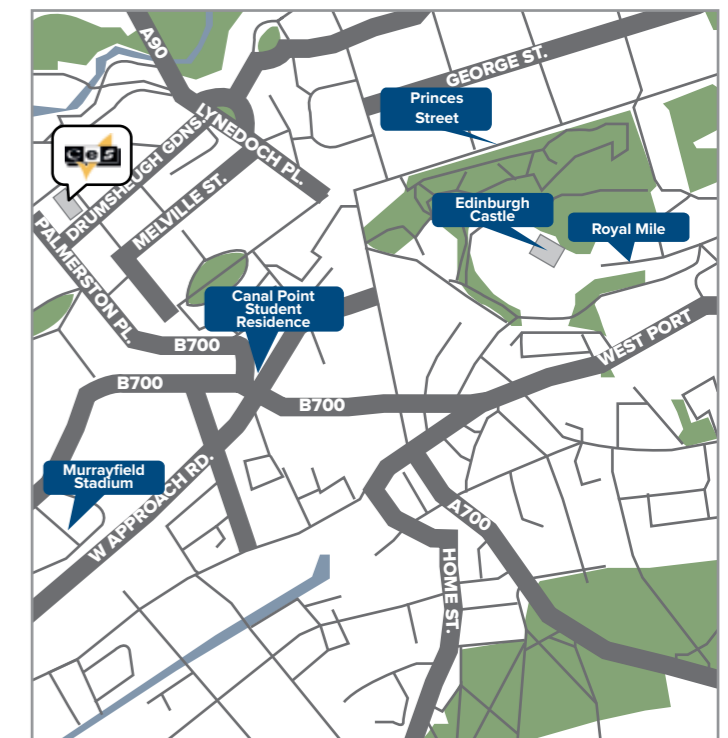 A90
GEORGE ST.
Princes
Street
LYNEDOCH PL.
ces
DRUMSHEUGH GDNS.
MELVILLE ST.
Edinburgh
Castle
Royal Mile
PALMERSTON PL.
Canal Point
Student
Residence
B700
WEST PORT
B700
B700
Murrayfield
Stadium
W APPROACH RD.
A700
HOME ST.